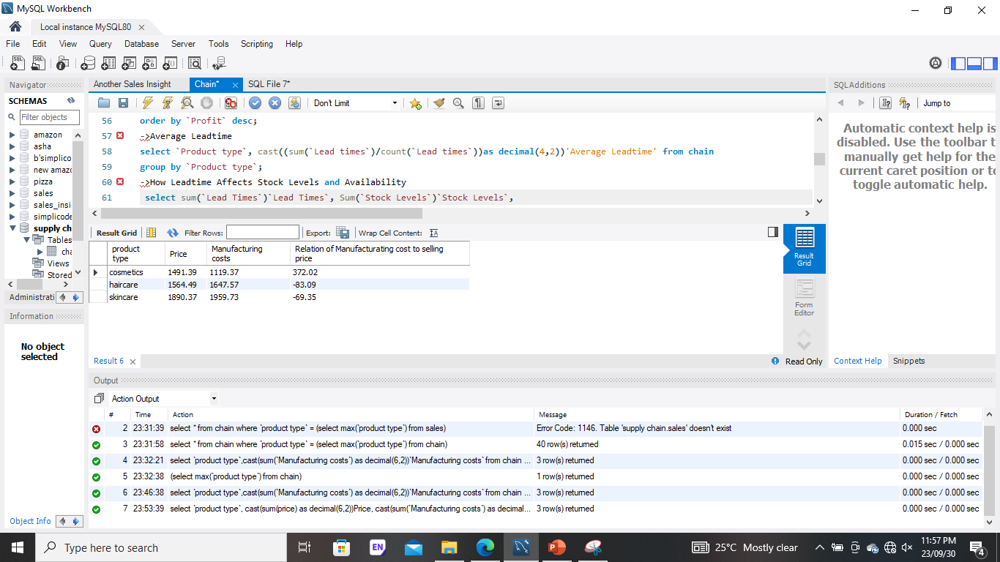 MySQL Workbench
Local instance MySQL80
File Edit View Query Database Server Tools Scripting Help
Navigator
SCHEMAS
Filter objects
amazon
asha
b'simplico
new amazo
pizza
sales
sales_insi
simplicode
supply ch
Tables
cha
Views
Stored
Administrati
Information
No object
selected
Object Info
Another Sales Insight Chain* SQL File 7*
Don't Limit
56 order by `Profit` desc;
57 ->Average Leadtime
58 select `Product type`, cast((sum(`Lead times`)/count(`Lead times`))as decimal(4,2))'Average Leadtime' from chain
59 group by `Product type`;
60 ->How Leadtime Affects Stock Levels and Availability
61 select sum(`Lead Times`)`Lead Times`, Sum(`Stock Levels`)`Stock Levels`,
Result Grid Filter Rows: Export: Wrap Cell Content:
product type Price Manufacturing costs Relation of Manufacturating cost to selling price
cosmetics 1491.39 1119.37 372.02
haircare 1564.49 1647.57 -83.09
skincare 1890.37 1959.73 -69.35
Result
Grid
Form
Editor
Result 6
Read Only
SQLAdditions
Jump to
Automatic context help is
disabled. Use the toolbar t
manually get help for the
current caret position or to
toggle automatic help.
Context Help Snippets
Output
Action Output
# Time Action Message Duration / Fetch
2 23:31:39 select * from chain where `product type` = (select max(`product type`) from sales) Error Code: 1146. Table 'supply chain.sales' doesn't exist 0.000 sec
3 23:31:58 select * from chain where `product type` = (select max(`product type`) from chain) 40 row(s) returned 0.015 sec / 0.000 sec
4 23:32:21 select `product type`,cast(sum(`Manufacturing costs`) as decimal(6,2))`Manufacturing costs` from chain ... 3 row(s) returned 0.000 sec / 0.000 sec
5 23:32:38 (select max(`product type`) from chain) 1 row(s) returned 0.000 sec / 0.000 sec
6 23:46:38 select `product type`,cast(sum(`Manufacturing costs`) as decimal(6,2))`Manufacturing costs` from chain ... 3 row(s) returned 0.000 sec / 0.000 sec
7 23:53:39 select `product type`, cast(sum(price) as decimal(6,2))Price, cast(sum(`Manufacturing costs`) as decimal... 3 row(s) returned 0.000 sec / 0.000 sec
Type here to search
EN
25°C Mostly clear
11:57 PM
23/09/30
4